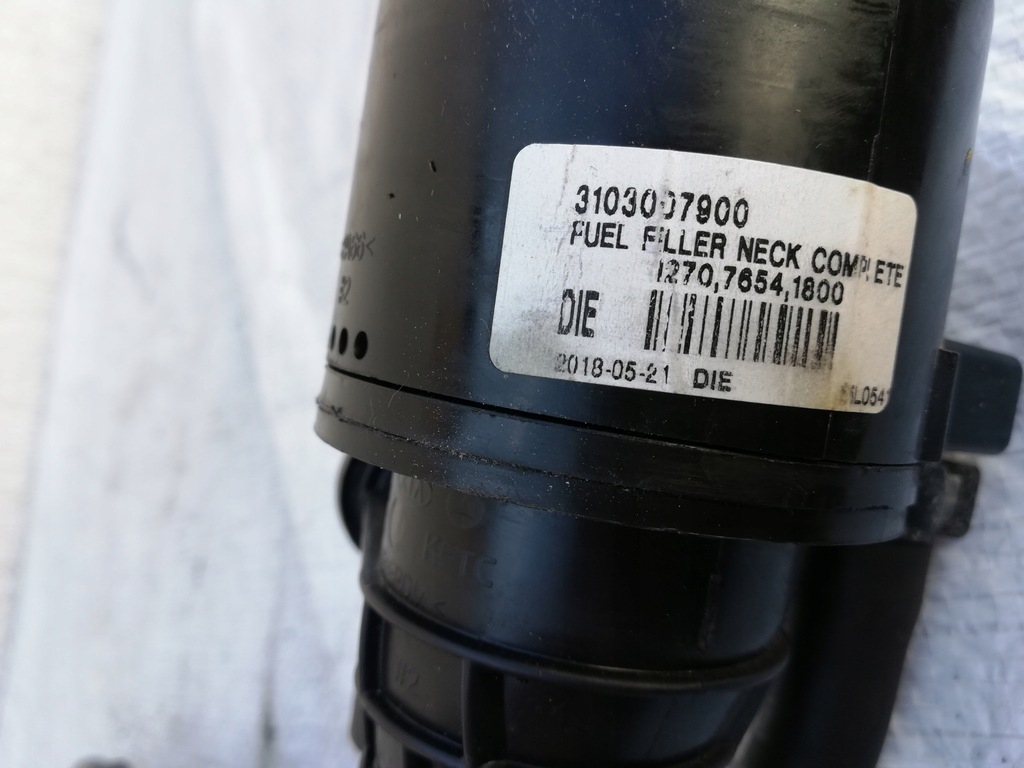 3103007900
FUEL FILLER NECK COMPLETE
1270,7654,1800
DIE
2018-05-21 DIE